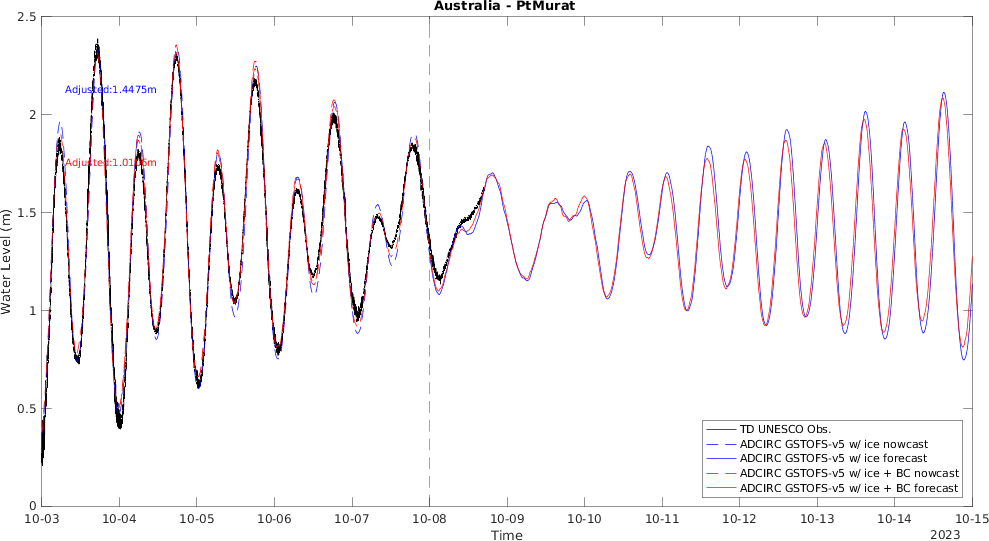 Australia - PtMurat
2.5
2
1.5
1
0.5
0
Water Level (m)
Adjusted:1.4475m
TD UNESCO Obs.
ADCIRC GSTOFS-v5 w/ ice nowcast
ADCIRC GSTOFS-v5 w/ ice forecast
ADCIRC GSTOFS-v5 w/ ice + BC nowcast
ADCIRC GSTOFS-v5 w/ ice + BC forecast
10-03 10-04 10-05 10-06 10-07 10-08 10-09 10-10 10-11 10-12 10-13 10-14 10-15
Time
2023